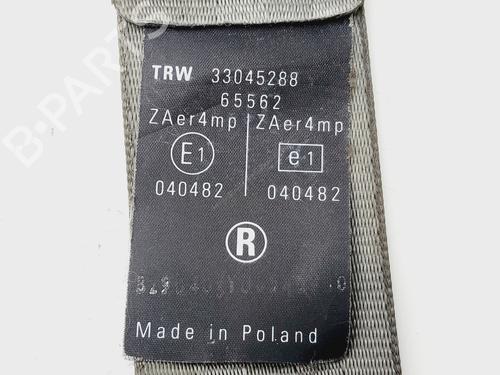 TRW 33045288
65562
ZAer4mp ZAer4mp
E1 e1
040482 040482
R
Made in Poland
B-PARTS